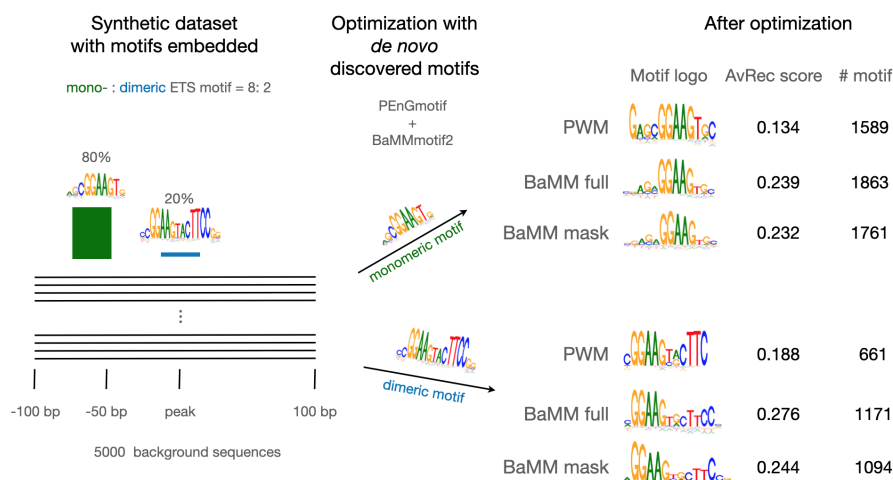 Synthetic dataset
with motifs embedded
mono- : dimeric ETS motif = 8: 2
80%
20%
-100 bp -50 bp peak 100 bp
5000 background sequences
Optimization with
de novo
discovered motifs
PEnGmotif
+
BaMMmotif2
monomeric motif
dimeric motif
After optimization
Motif logo AvRec score # motif
PWM 0.134 1589
BaMM full 0.239 1863
BaMM mask 0.232 1761
PWM 0.188 661
BaMM full 0.276 1171
BaMM mask 0.244 1094